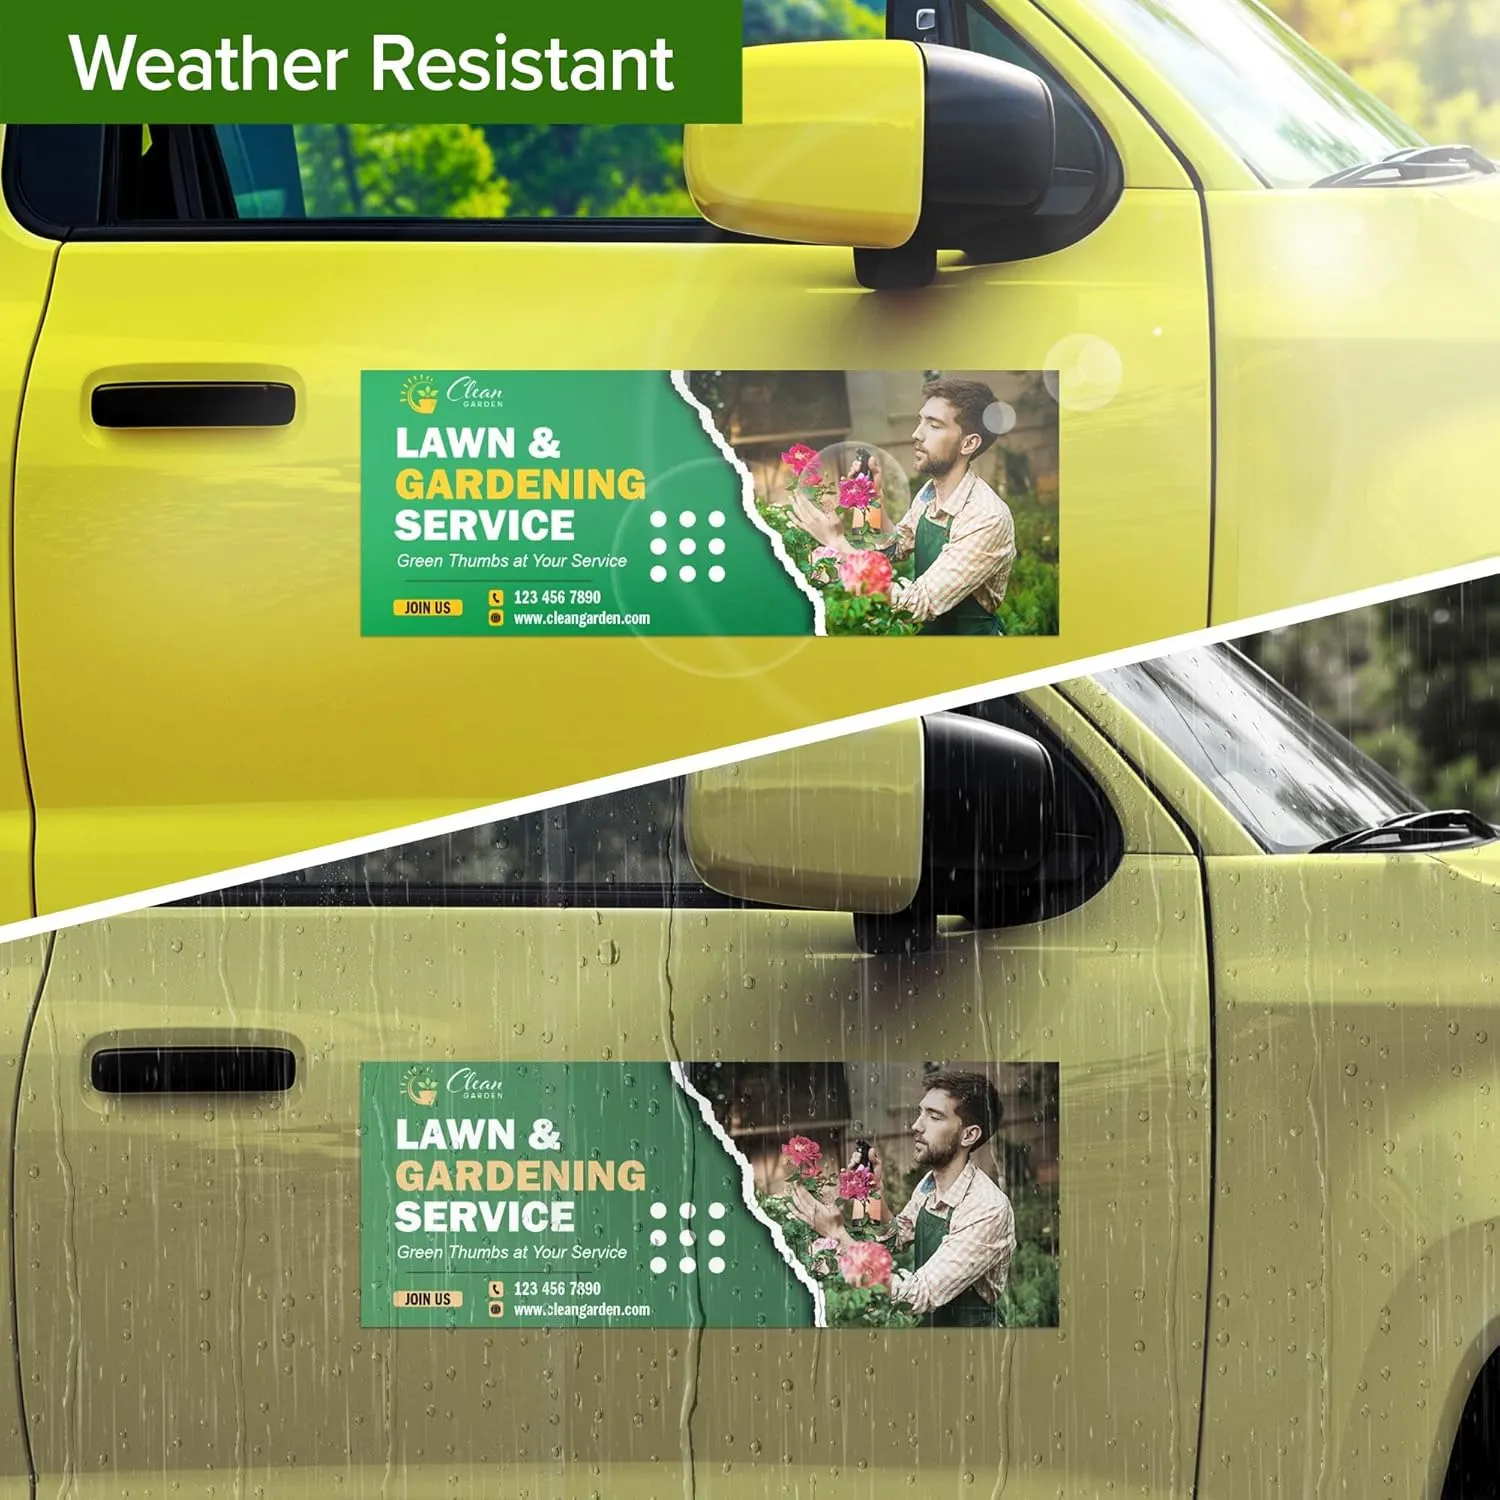 Weather Resistant
Clean
GARDEN
LAWN &
GARDENING
SERVICE
Green Thumbs at Your Service
JOIN US
123 456 7890
www.cleangarden.com
Clean
GARDEN
LAWN &
GARDENING
SERVICE
Green Thumbs at Your Service
JOIN US
123 456 7890
www.cleangarden.com